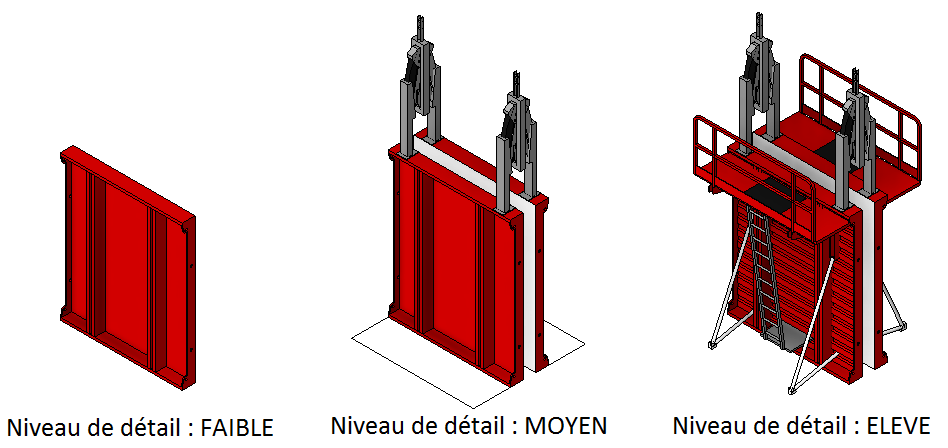 Niveau de détail : FAIBLE
Niveau de détail : MOYEN
Niveau de détail : ELEVE